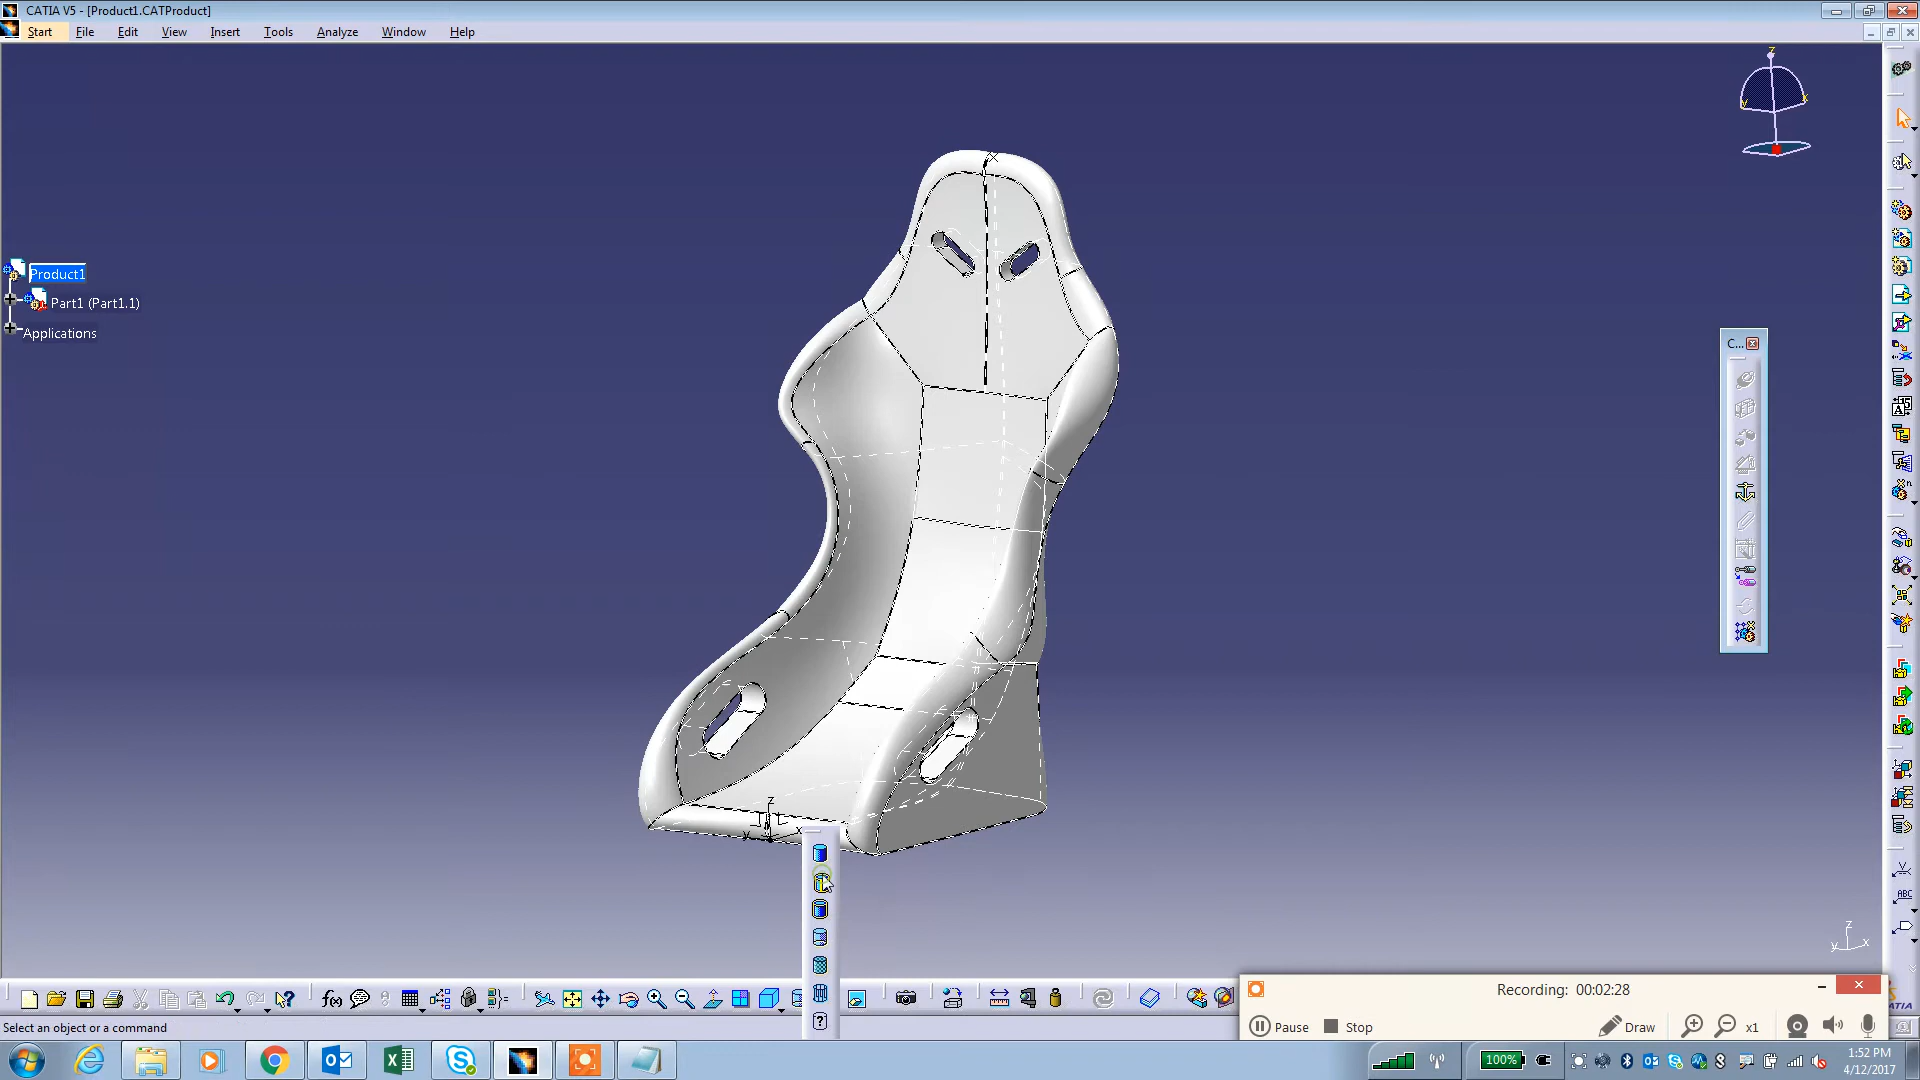 CATIA V5 - [Product1.CATProduct]
Start File Edit View Insert Tools Analyze Window Help
z
x
Product1
Part1 (Part1.1)
Applications
C...
z
y x
ABC
z
y x
f(x)
?
Recording: 00:02:28
Pause Stop Draw x1
Select an object or a command
100%
1:52 PM
4/12/2017